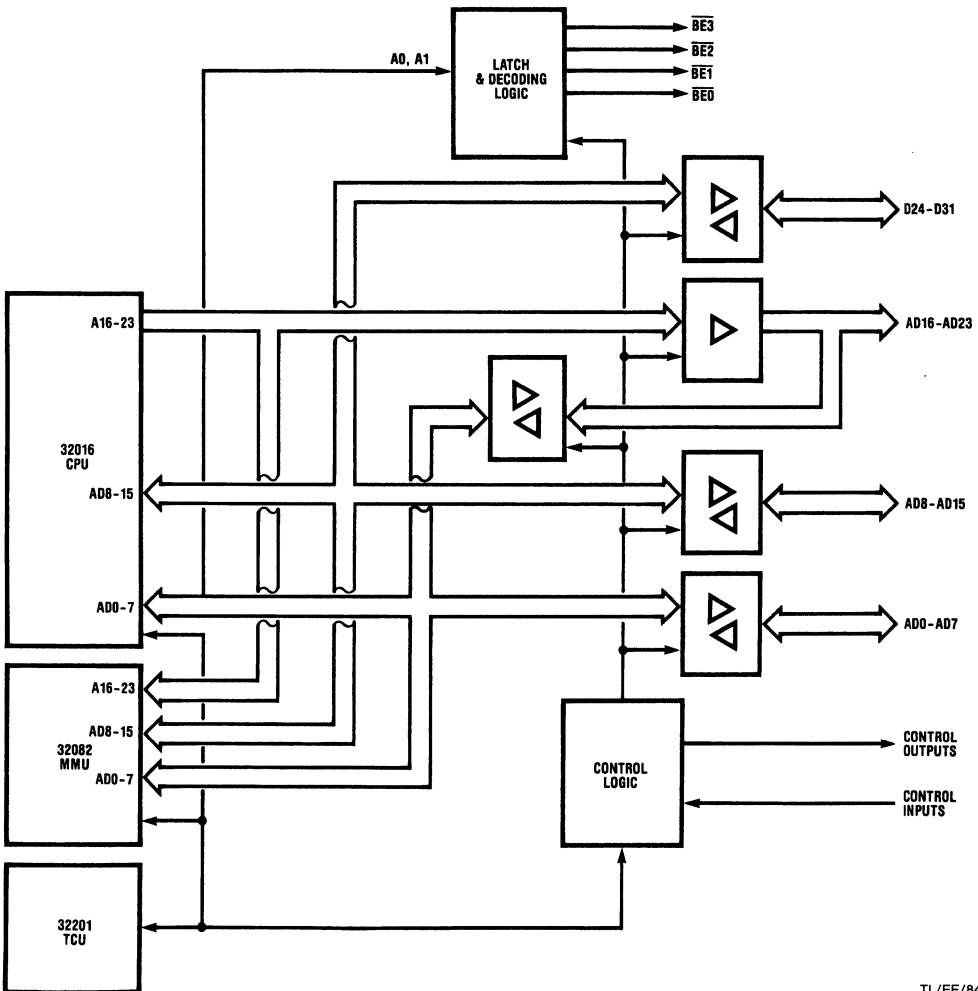 A0, A1
LATCH
& DECODING
LOGIC
BE3
BE2
BE1
BE0
D24-D31
A16-23
AD16-AD23
32016
CPU
AD8-15
AD8-AD15
AD0-7
AD0-AD7
A16-23
AD8-15
32082
MMU
AD0-7
CONTROL
LOGIC
CONTROL
OUTPUTS
CONTROL
INPUTS
32201
TCU